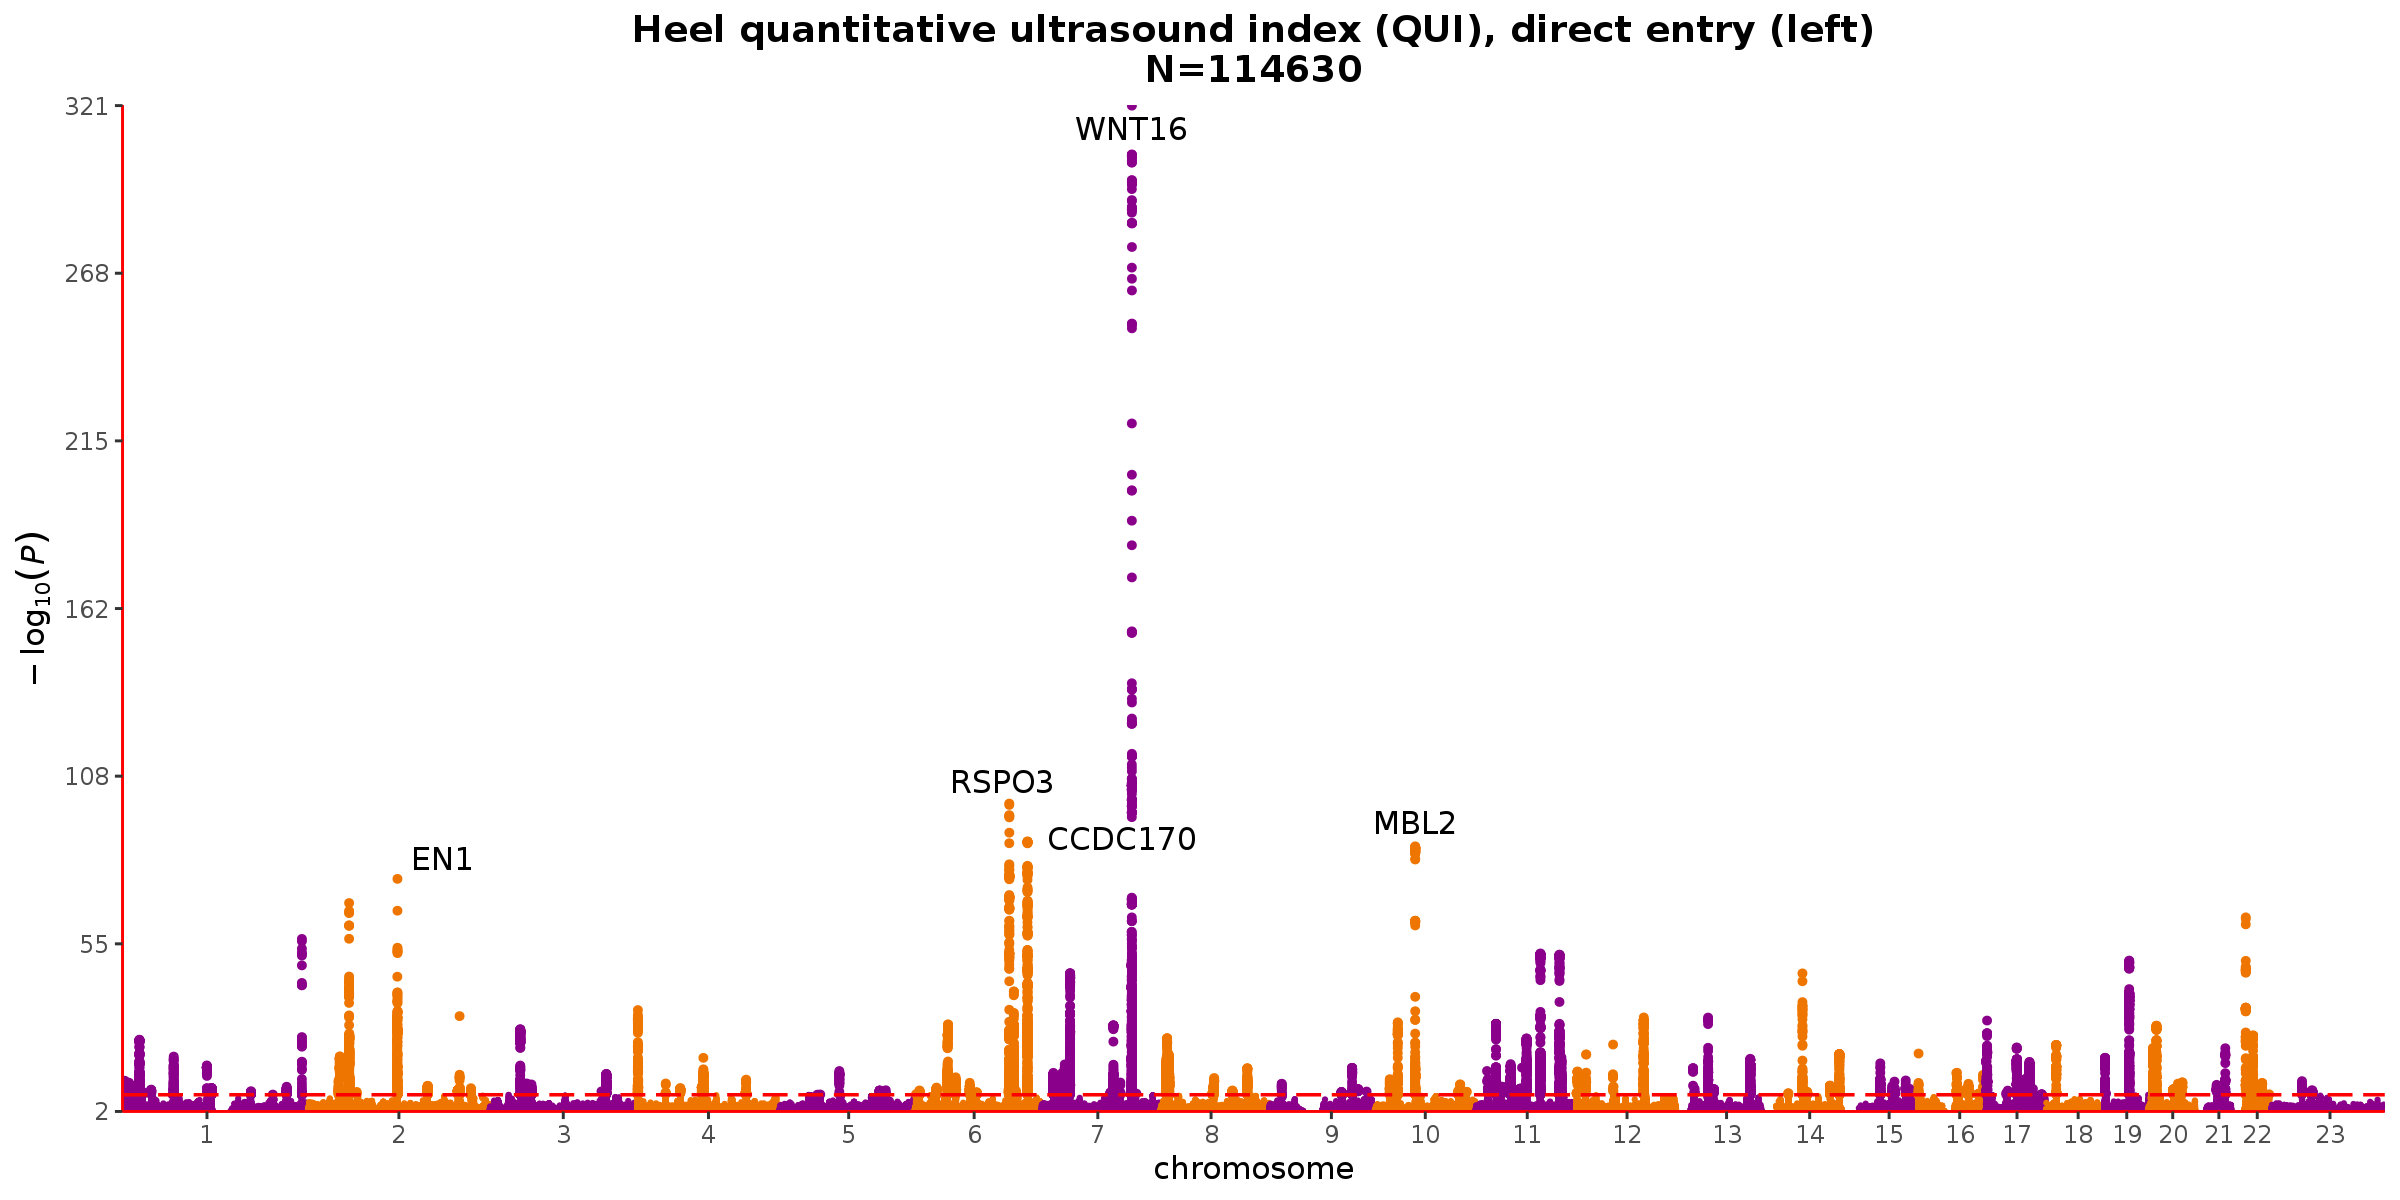 Heel quantitative ultrasound index (QUI), direct entry (left)
N=114630
321
268
215
162
108
55
2
−log10(P)
WNT16
RSPO3
CCDC170
MBL2
EN1
1 2 3 4 5 6 7 8 9 10 11 12 13 14 15 16 17 18 19 20 21 22 23
chromosome